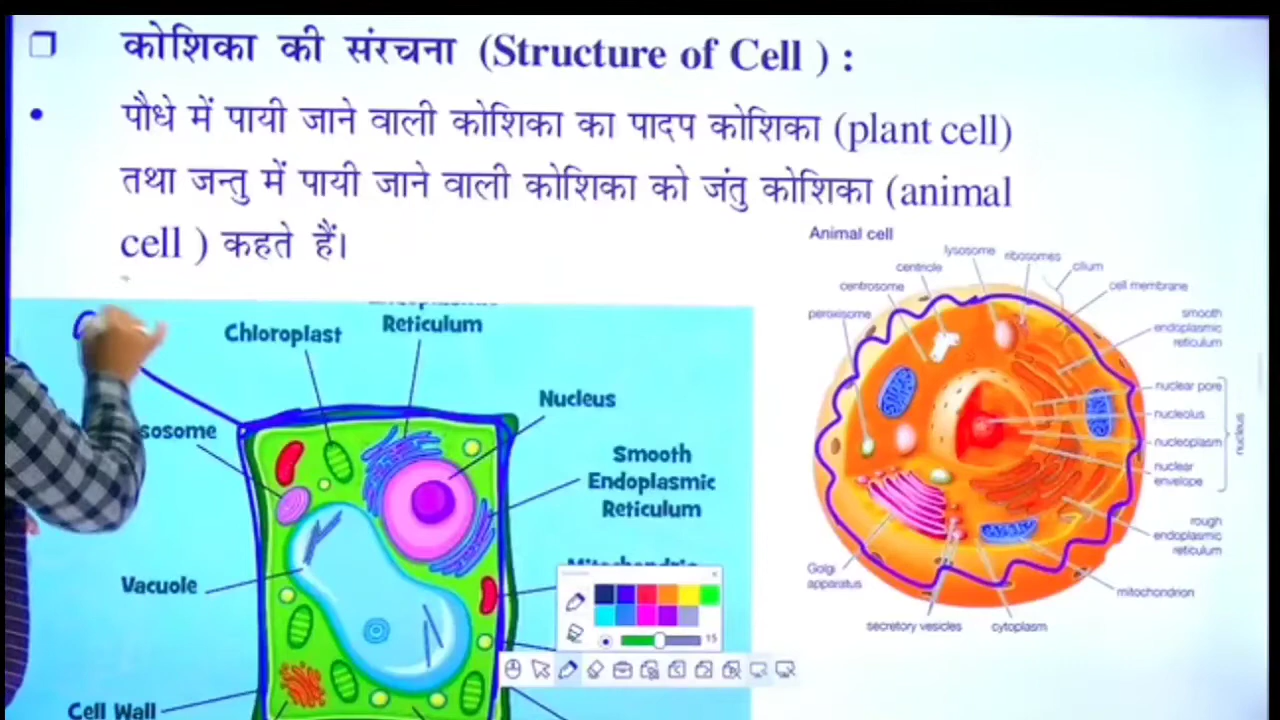 कोशिका की संरचना (Structure of Cell ) :
पौधे में पायी जाने वाली कोशिका का पादप कोशिका (plant cell)
तथा जन्तु में पायी जाने वाली कोशिका को जंतु कोशिका (animal
cell ) कहते हैं।
Animal cell
lysosome
ribosomes
centriole
cilium
centrosome
cell membrane
peroxisome
smooth
endoplasmic
reticulum
nuclear pore
nucleolus
nucleoplasm
nuclear
envelope
nucleus
rough
endoplasmic
reticulum
mitochondrion
cytoplasm
secretory vesicles
Golgi
apparatus
Reticulum
Chloroplast
Nucleus
sosome
Smooth
Endoplasmic
Reticulum
Vacuole
Cell Wall
15